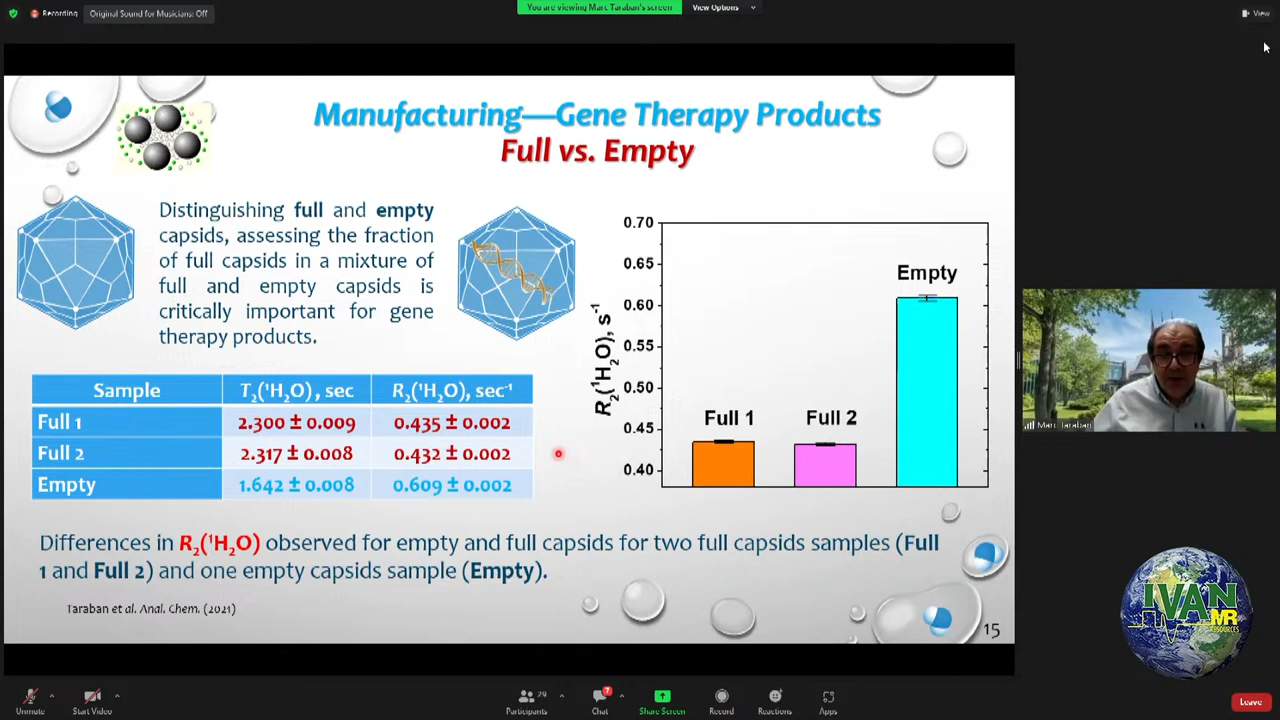 Recording
Original Sound for Musicians: Off
You are viewing Marc Taraban's screen
View Options
View
Manufacturing—Gene Therapy Products
Full vs. Empty
Distinguishing full and empty
capsids, assessing the fraction
of full capsids in a mixture of
full and empty capsids is
critically important for gene
therapy products.
Sample T₂(¹H₂O), sec R₂(¹H₂O), sec⁻¹
Full 1 2.300 ± 0.009 0.435 ± 0.002
Full 2 2.317 ± 0.008 0.432 ± 0.002
Empty 1.642 ± 0.008 0.609 ± 0.002
R₂(¹H₂O), s⁻¹
0.70
0.65
0.60
0.55
0.50
0.45
0.40
Full 1
Full 2
Empty
Differences in R₂(¹H₂O) observed for empty and full capsids for two full capsids samples (Full
1 and Full 2) and one empty capsids sample (Empty).
Taraban et al. Anal. Chem. (2021)
15
Marc Taraban
IVAN
MR
RESOURCES
Unmute
Start Video
29
Participants
7
Chat
Share Screen
Record
Reactions
Apps
Leave